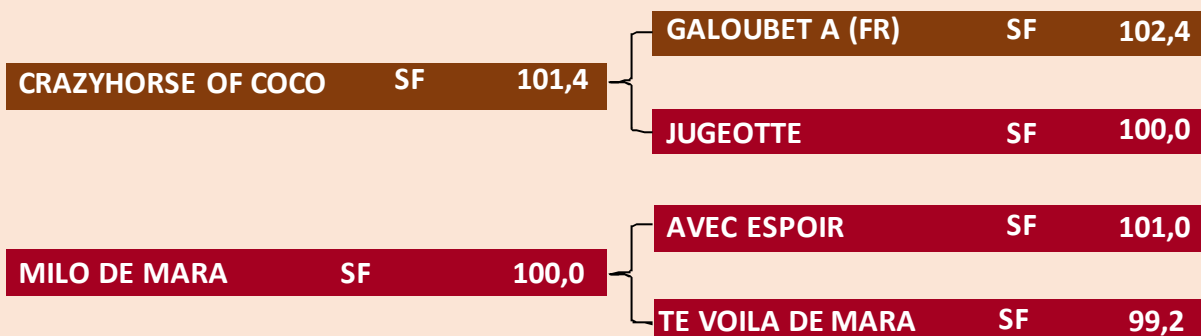 GALOUBET A (FR) SF 102,4
CRAZYHORSE OF COCO SF 101,4
JUGEOTTE SF 100,0
AVEC ESPOIR SF 101,0
MILO DE MARA SF 100,0
TE VOILA DE MARA SF 99,2